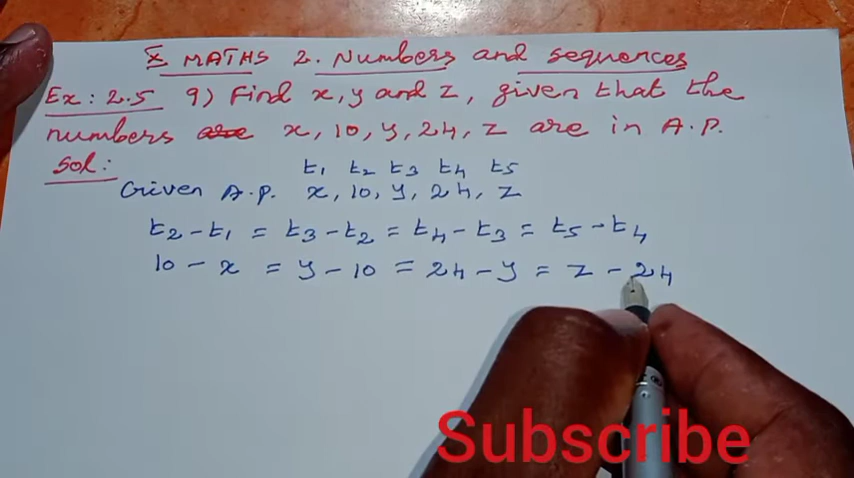 X MATHS 2. Numbers and sequences
Ex: 2.5 9) Find x, y and z, given that the
numbers are x, 10, y, 24, z are in A.P.
Sol:
t1 t2 t3 t4 t5
Given A.P. x, 10, y, 24, z
t2 - t1 = t3 - t2 = t4 - t3 = t5 - t4
10 - x = y - 10 = 24 - y = z - 24
Subscribe